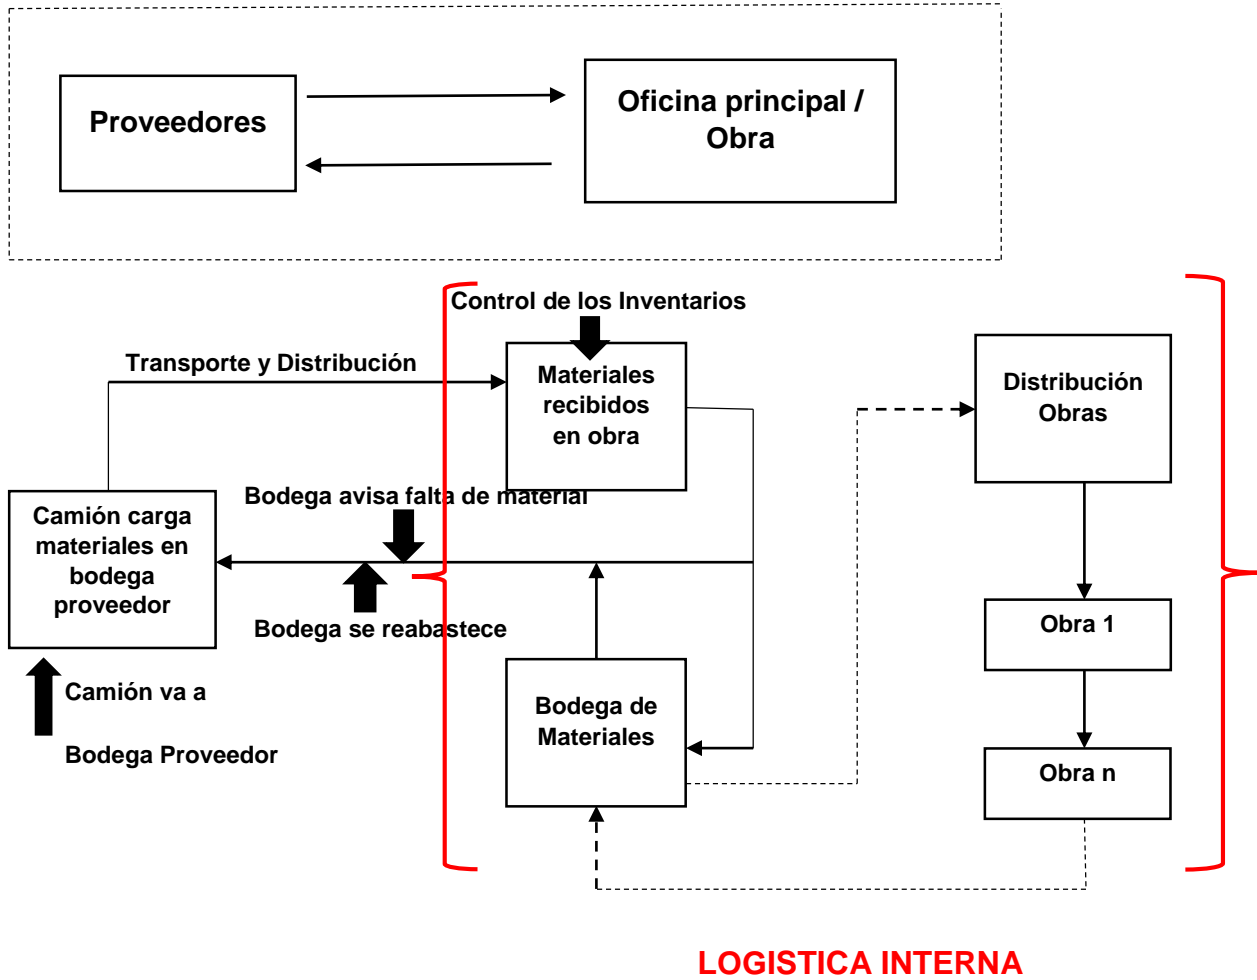 Proveedores
Oficina principal /
Obra
Control de los Inventarios
Transporte y Distribución
Materiales
recibidos
en obra
Distribución
Obras
Bodega avisa falta de material
Camión carga
materiales en
bodega
proveedor
Bodega se reabastece
Obra 1
Camión va a
Bodega Proveedor
Bodega de
Materiales
Obra n
LOGISTICA INTERNA